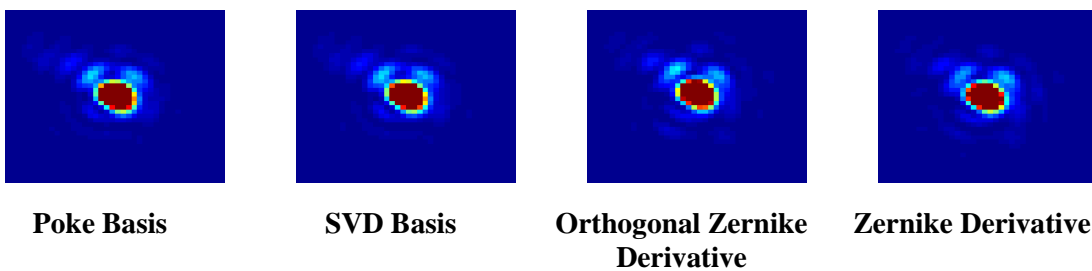 Poke Basis
SVD Basis
Orthogonal Zernike
Derivative
Zernike Derivative